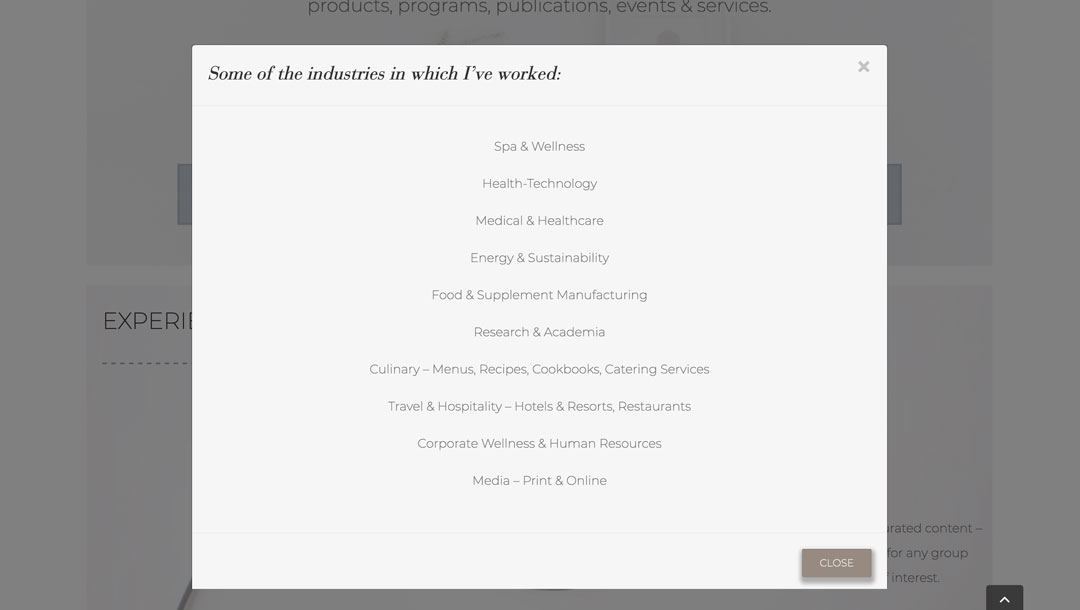 products, programs, publications, events & services.
Some of the industries in which I've worked:
×
Spa & Wellness
Health-Technology
Medical & Healthcare
Energy & Sustainability
Food & Supplement Manufacturing
Research & Academia
Culinary – Menus, Recipes, Cookbooks, Catering Services
Travel & Hospitality – Hotels & Resorts, Restaurants
Corporate Wellness & Human Resources
Media – Print & Online
CLOSE
content –
for any group
interest.